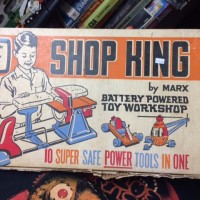 SHOP KING
by MARX
BATTERY POWERED
TOY WORKSHOP
10 SUPER SAFE POWER TOOLS IN ONE